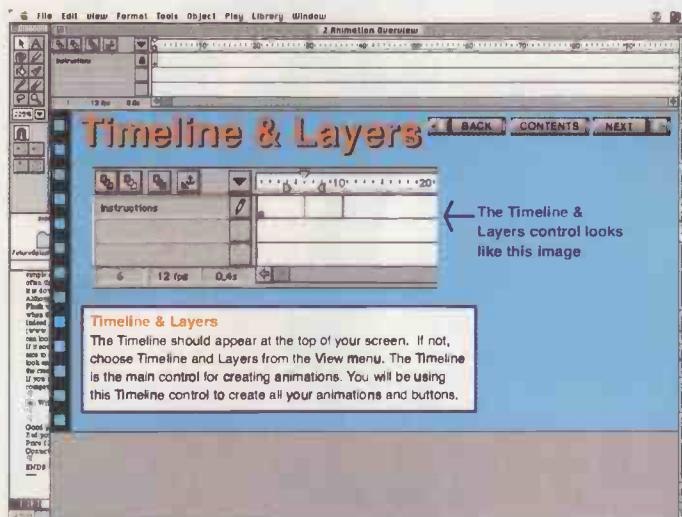 File Edit View Format Tools Object Play Library Window
2 Animation Overview
Instructions
1 12 fps 0.0s
Timeline & Layers
BACK CONTENTS NEXT
10 20
Instructions
6 12 fps 0.4s
The Timeline &
Layers control looks
like this image
Timeline & Layers
The Timeline should appear at the top of your screen. If not,
choose Timeline and Layers from the View menu. The Timeline
is the main control for creating animations. You will be using
this Timeline control to create all your animations and buttons.